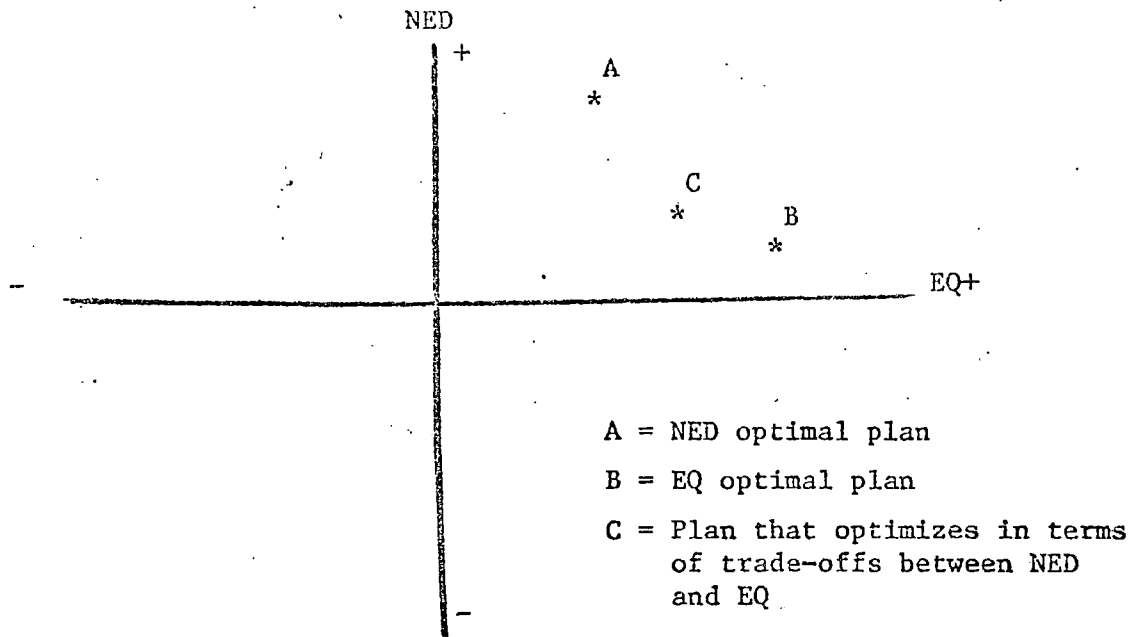 NED
+
A
*
C
*
B
*
-
EQ+
A = NED optimal plan
B = EQ optimal plan
C = Plan that optimizes in terms
of trade-offs between NED
and EQ
-